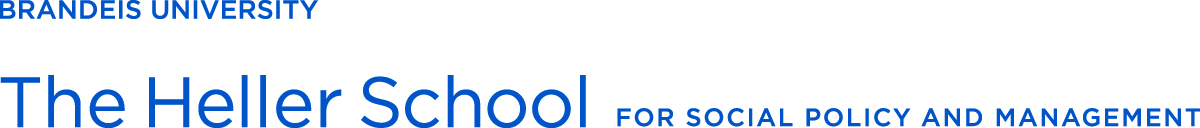 BRANDEIS UNIVERSITY
The Heller School FOR SOCIAL POLICY AND MANAGEMENT